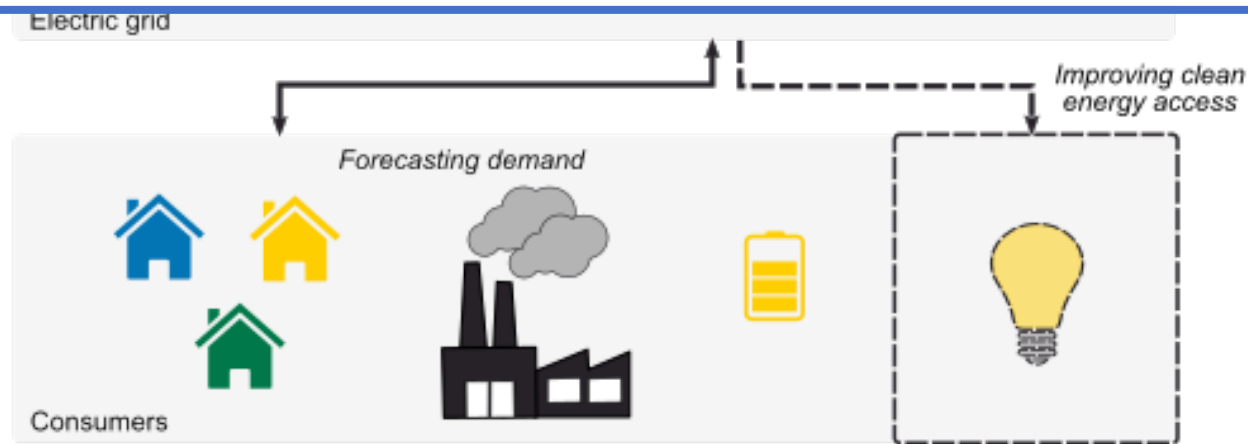 Electric grid
Improving clean
energy access
Forecasting demand
Consumers